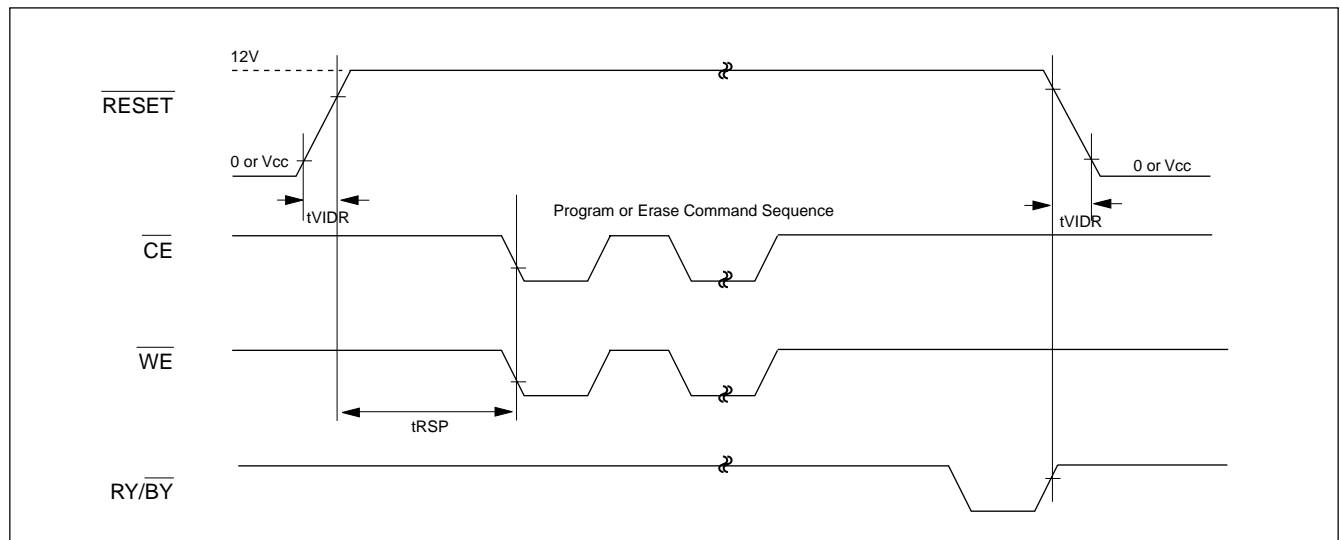 12V
RESET
0 or Vcc
0 or Vcc
tVIDR
Program or Erase Command Sequence
tVIDR
CE
WE
tRSP
RY/BY